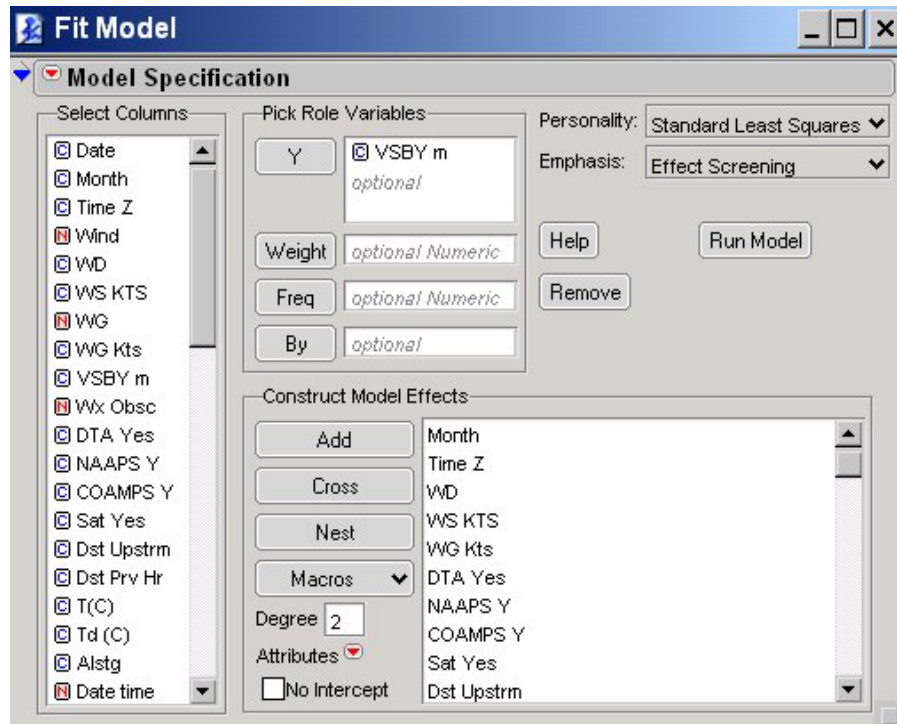 Fit Model
Model Specification
Select Columns
C Date
C Month
C Time Z
N Wind
C WD
C WS KTS
N WG
C WG Kts
C VSBY m
N Wx Obsc
C DTA Yes
C NAAPS Y
C COAMPS Y
C Sat Yes
C Dst Upstrm
C Dst Prv Hr
C T(C)
C Td (C)
C Alstg
N Date time
Pick Role Variables
Y
C VSBY m
optional
Weight
optional Numeric
Freq
optional Numeric
By
optional
Personality:
Standard Least Squares
Emphasis:
Effect Screening
Help
Run Model
Remove
Construct Model Effects
Add
Cross
Nest
Macros
Degree 2
Attributes
No Intercept
Month
Time Z
WD
WS KTS
WG Kts
DTA Yes
NAAPS Y
COAMPS Y
Sat Yes
Dst Upstrm